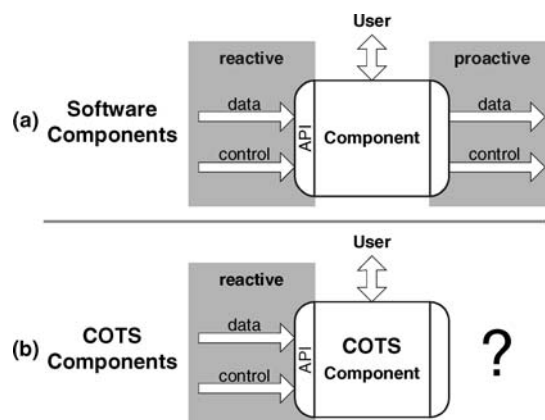 User
reactive
proactive
(a) Software Components
data
control
API
Component
data
control
User
reactive
(b) COTS Components
data
control
API
COTS
Component
?